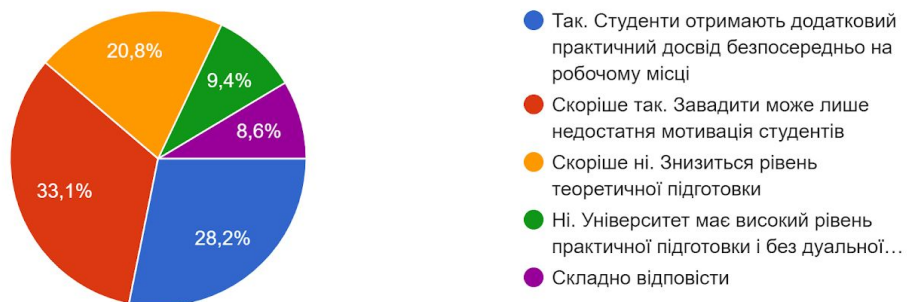 20,8%
9,4%
8,6%
33,1%
28,2%
Так. Студенти отримають додатковий
практичний досвід безпосередньо на
робочому місці
Скоріше так. Завадити може лише
недостатня мотивація студентів
Скоріше ні. Знизиться рівень
теоретичної підготовки
Ні. Університет має високий рівень
практичної підготовки і без дуальної…
Складно відповісти